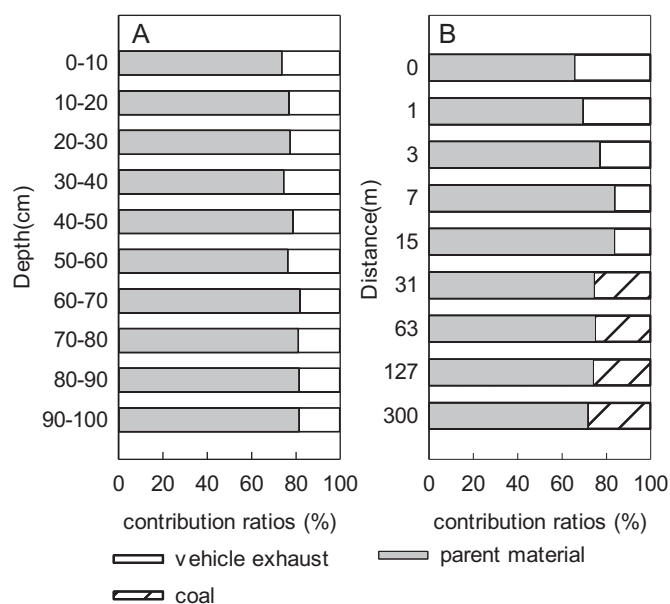 A
B
Depth(cm)
0-10
10-20
20-30
30-40
40-50
50-60
60-70
70-80
80-90
90-100
0 20 40 60 80 100
contribution ratios (%)
Distance(m)
0
1
3
7
15
31
63
127
300
0 20 40 60 80 100
contribution ratios (%)
vehicle exhaust
parent material
coal